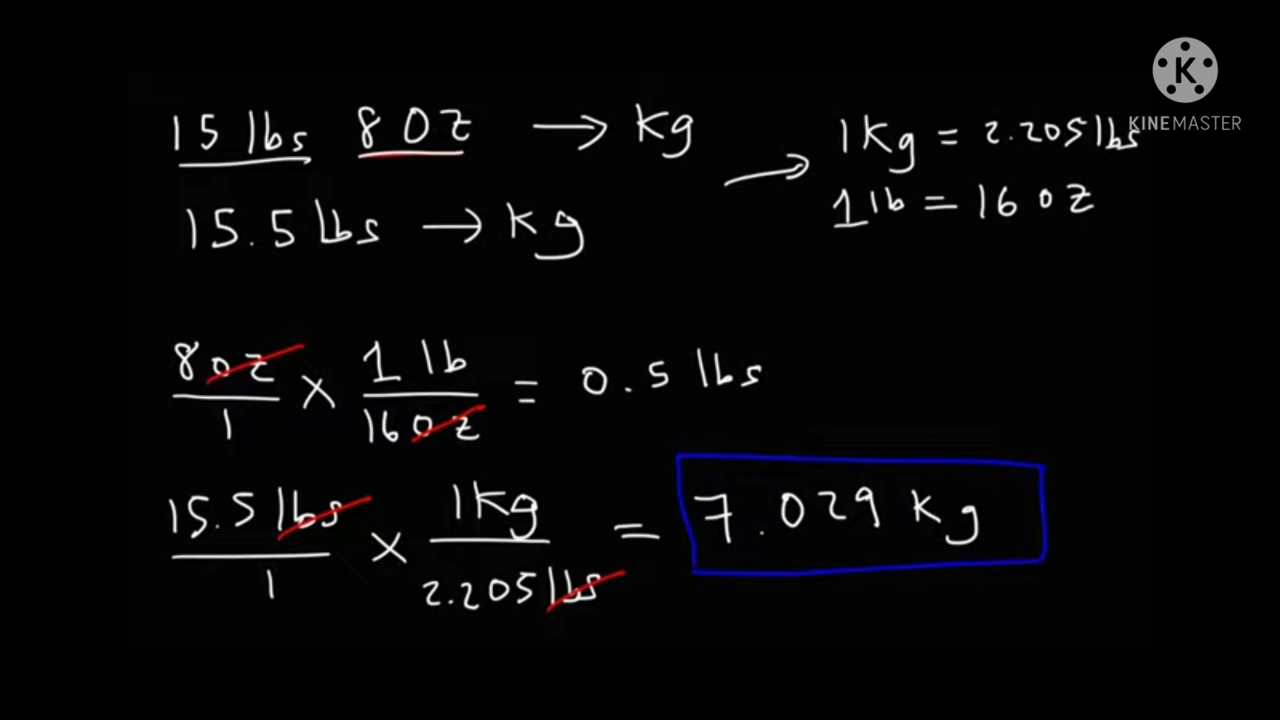 15 lbs 8 oz → kg
1 kg = 2.205 lbs
15.5 lbs → kg
1 lb = 16 oz
8 oz / 1 × 1 lb / 16 oz = 0.5 lbs
15.5 lbs / 1 × 1 kg / 2.205 lbs = 7.029 kg
K
KINEMASTER